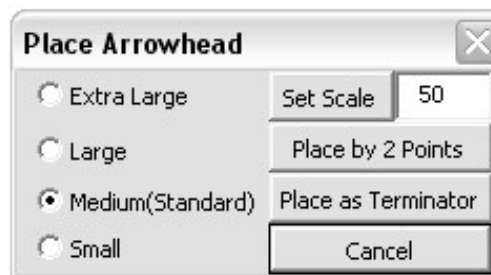 Place Arrowhead
Extra Large
Set Scale 50
Large
Place by 2 Points
Medium(Standard)
Place as Terminator
Small
Cancel